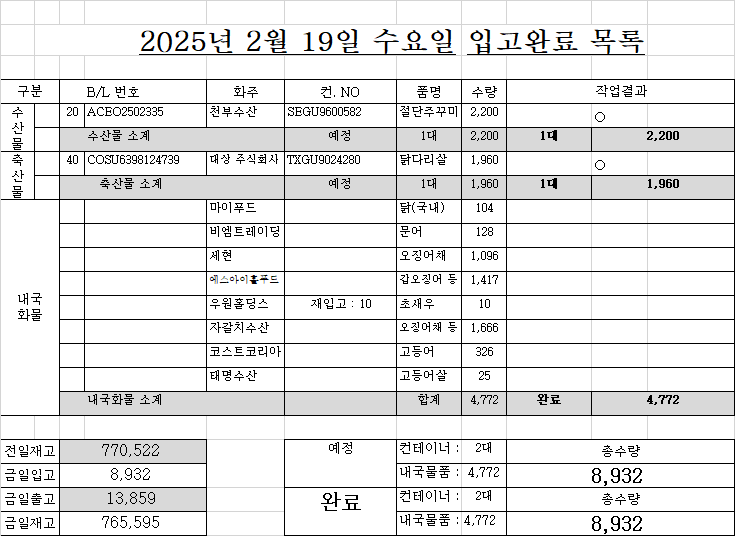 2025년 2월 19일 수요일 입고완료 목록
구분 B/L 번호 화주 컨. NO 품명 수량 작업결과
수산물 20 ACEO2502335 천부수산 SEGU9600582 절단주꾸미 2,200 ○
수산물 소계 예정 1대 2,200 1대 2,200
축산물 40 COSU6398124739 대상 주식회사 TXGU9024280 닭다리살 1,960 ○
축산물 소계 예정 1대 1,960 1대 1,960
내국화물 마이푸드 닭(국내) 104
비엠트레이딩 문어 128
제현 오징어채 1,096
에스아이홀푸드 갑오징어 등 1,417
우원홀딩스 재입고 : 10 초새우 10
자갈치수산 오징어채 등 1,666
코스트코리아 고등어 326
태명수산 고등어살 25
내국화물 소계 합계 4,772 완료 4,772
전일재고 770,522 예정 컨테이너 : 2대 총수량
금일입고 8,932 내국물품 : 4,772 8,932
금일출고 13,859 완료 컨테이너 : 2대 총수량
금일재고 765,595 내국물품 : 4,772 8,932